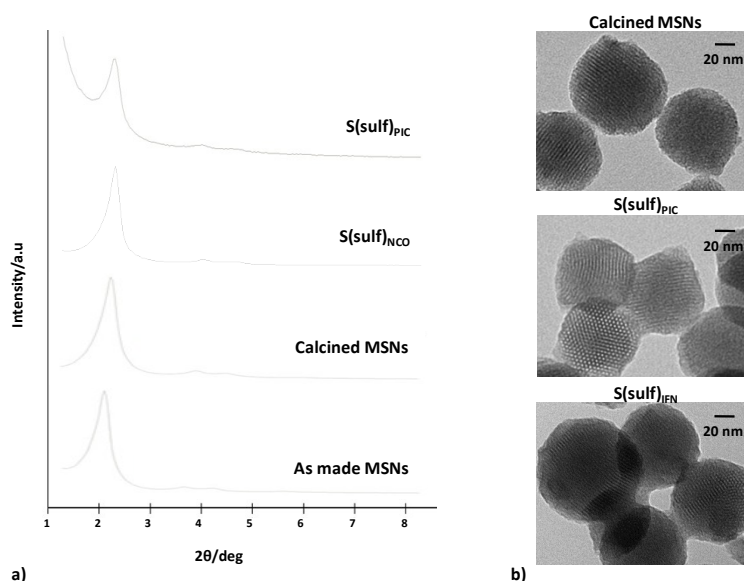 S(sulf)PIC
S(sulf)NCO
Calcined MSNs
As made MSNs
Intensity/a.u
1 2 3 4 5 6 7 8
2θ/deg
a)
Calcined MSNs
20 nm
S(sulf)PIC
20 nm
S(sulf)IFN
20 nm
b)